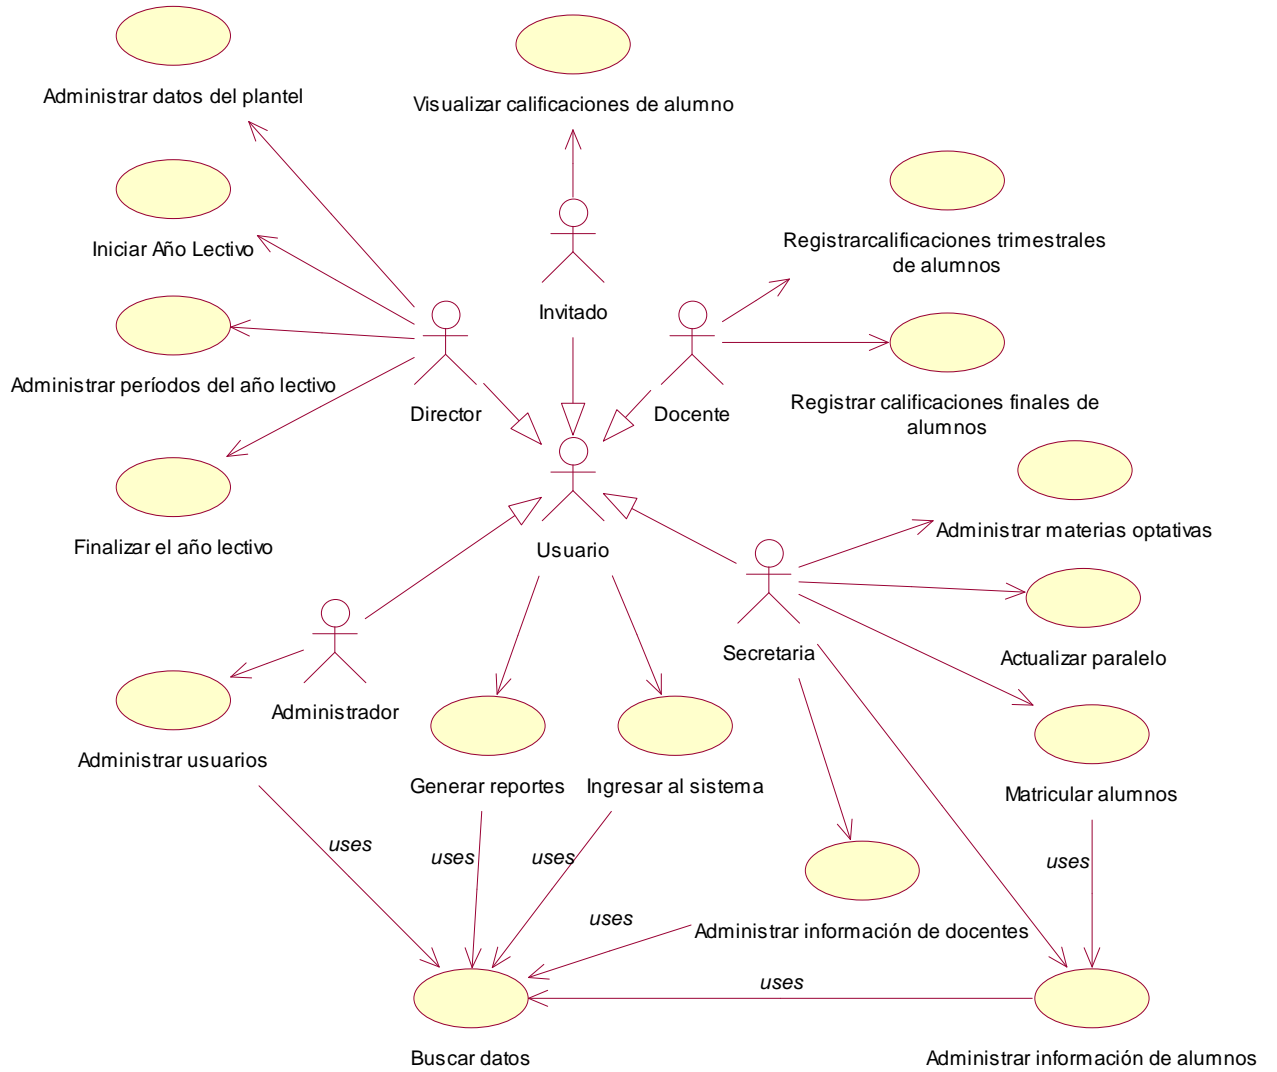 Administrar datos del plantel
Visualizar calificaciones de alumno
Iniciar Año Lectivo
Registrarcalificaciones trimestrales
de alumnos
Invitado
Administrar períodos del año lectivo
Director
Docente
Registrar calificaciones finales de
alumnos
Finalizar el año lectivo
Usuario
Administrar materias optativas
Secretaria
Actualizar paralelo
Administrador
Administrar usuarios
Generar reportes
Ingresar al sistema
Matricular alumnos
uses
uses
uses
uses
uses
Administrar información de docentes
uses
Buscar datos
Administrar información de alumnos